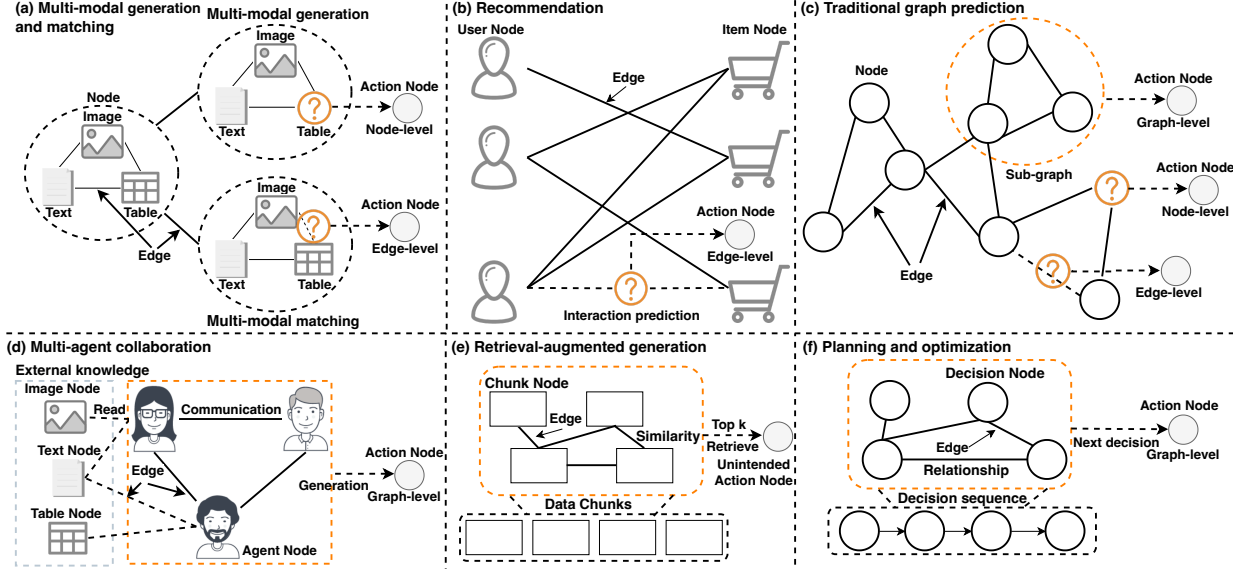 (a) Multi-modal generation
and matching
Multi-modal generation
Image
?
Text
Table
Action Node
Node-level
Node
Image
Text
Table
Edge
Image
?
Text
Table
Action Node
Edge-level
Multi-modal matching
(b) Recommendation
User Node
Item Node
Edge
Action Node
Edge-level
?
Interaction prediction
(c) Traditional graph prediction
Node
Sub-graph
Action Node
Graph-level
?
Action Node
Node-level
?
Edge-level
Edge
(d) Multi-agent collaboration
External knowledge
Image Node
Read
Communication
Text Node
Edge
Table Node
Agent Node
Generation
Action Node
Graph-level
(e) Retrieval-augmented generation
Chunk Node
Edge
Similarity
Top k
Retrieve
Unintended
Action Node
Data Chunks
(f) Planning and optimization
Decision Node
Edge
Relationship
Next decision
Action Node
Graph-level
Decision sequence